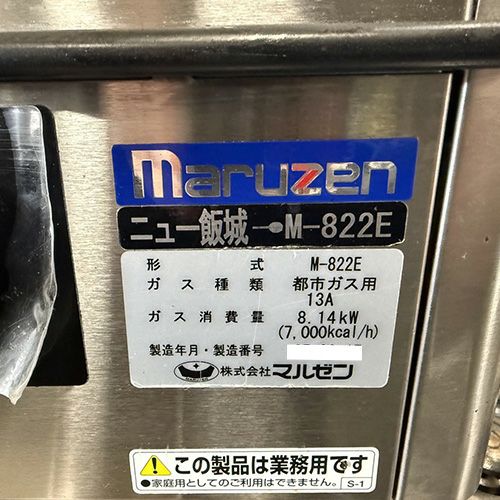 maruzen
ニュー飯城 M-822E
形式 M-822E
ガス種類 都市ガス用
13A
ガス消費量 8.14kW
(7,000kcal/h)
製造年月・製造番号
株式会社マルゼン
この製品は業務用です
●家庭用としてのご利用はできません。 S-1